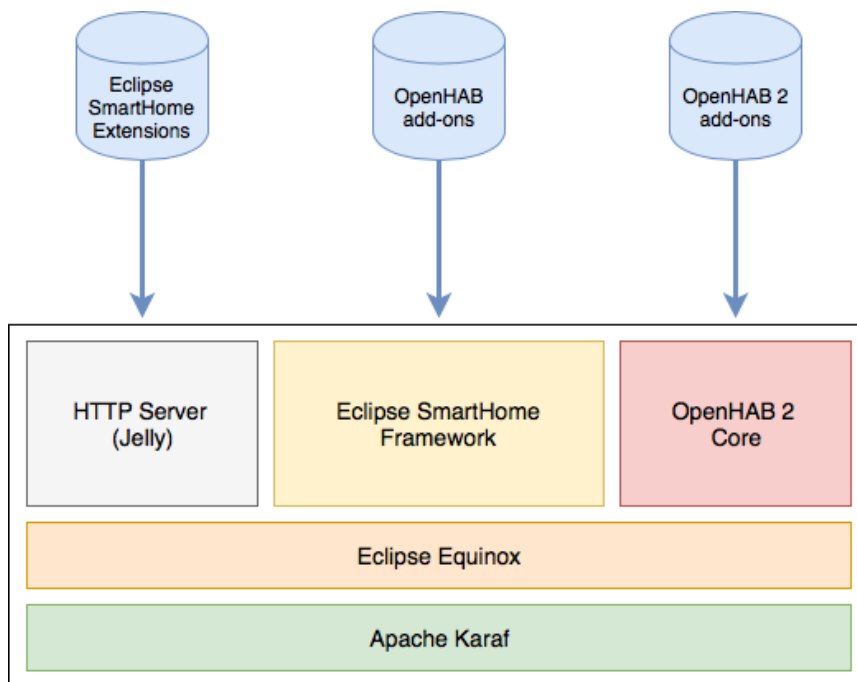 Eclipse
SmartHome
Extensions
OpenHAB
add-ons
OpenHAB 2
add-ons
HTTP Server
(Jelly)
Eclipse SmartHome
Framework
OpenHAB 2
Core
Eclipse Equinox
Apache Karaf